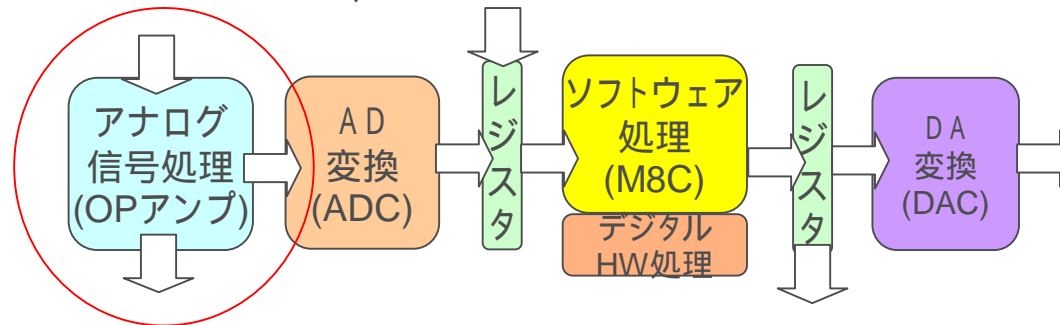 アナログ
信号処理
(OPアンプ)
ＡＤ
変換
(ADC)
レジスタ
ソフトウェア
処理
(M8C)
デジタル
HW処理
レジスタ
ＤＡ
変換
(DAC)